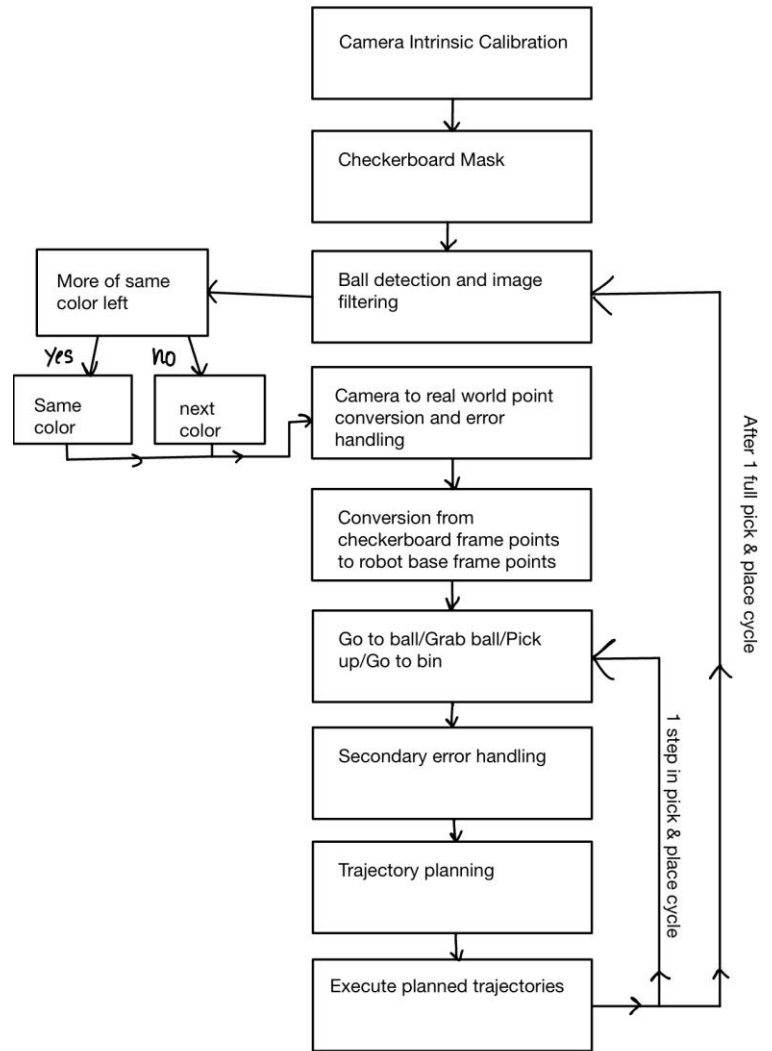 Camera Intrinsic Calibration
Checkerboard Mask
Ball detection and image
filtering
More of same
color left
yes
no
Same
color
next
color
Camera to real world point
conversion and error
handling
Conversion from
checkerboard frame points
to robot base frame points
Go to ball/Grab ball/Pick
up/Go to bin
Secondary error handling
Trajectory planning
Execute planned trajectories
1 step in pick & place cycle
After 1 full pick & place cycle